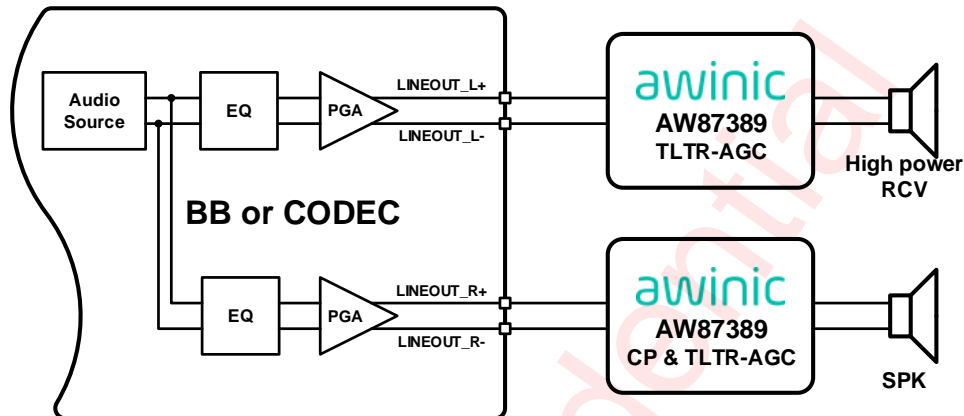 Audio
Source
EQ
PGA
LINEOUT_L+
LINEOUT_L-
awinic
AW87389
TLTR-AGC
High power
RCV
BB or CODEC
EQ
PGA
LINEOUT_R+
LINEOUT_R-
awinic
AW87389
CP & TLTR-AGC
SPK
dential